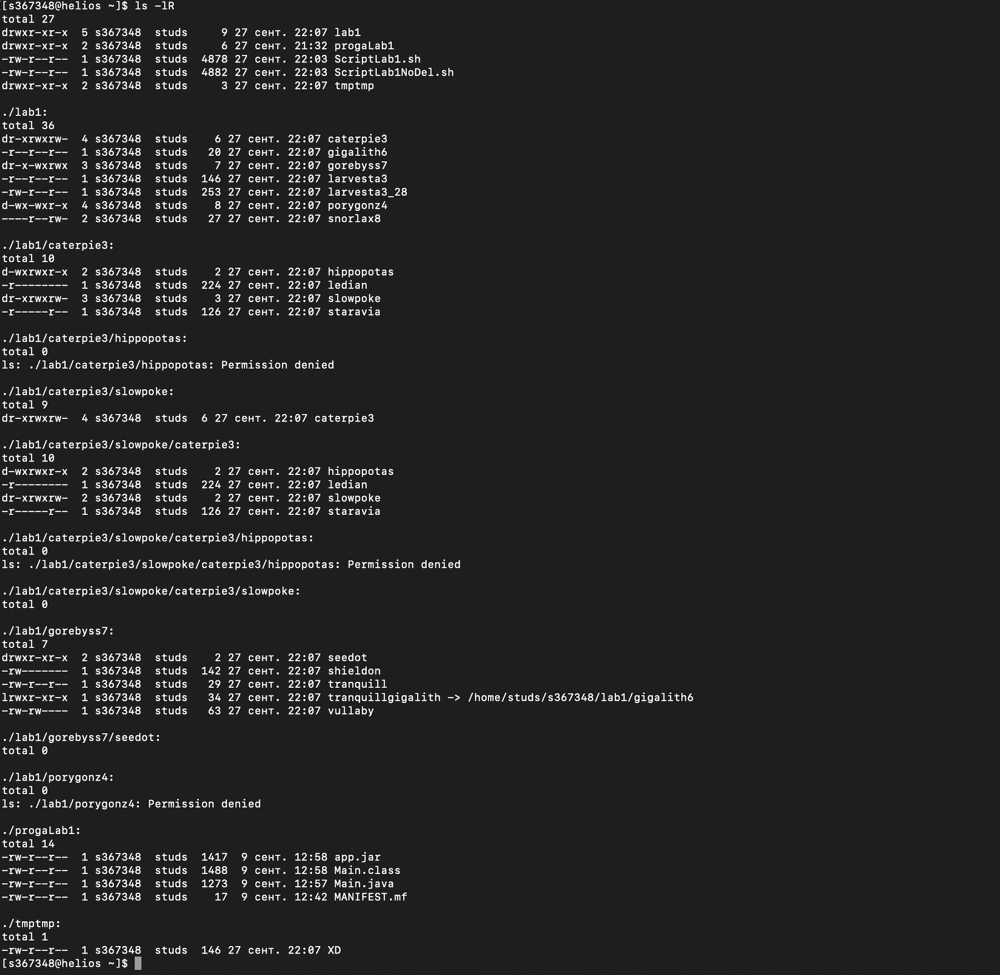 [[s367348@helios ~]$ ls -lR
total 27
drwxr-xr-x  5 s367348  studs     9 27 сент. 22:07 lab1
drwxr-xr-x  2 s367348  studs     6 27 сент. 21:32 progaLab1
-rw-r--r--  1 s367348  studs  4878 27 сент. 22:03 ScriptLab1.sh
-rw-r--r--  1 s367348  studs  4882 27 сент. 22:03 ScriptLab1NoDel.sh
drwxr-xr-x  2 s367348  studs     3 27 сент. 22:07 tmptmp

./lab1:
total 36
dr-xrwxrw-  4 s367348  studs    6 27 сент. 22:07 caterpie3
-r--r--r--  1 s367348  studs   20 27 сент. 22:07 gigalith6
dr-x-wxrwx  3 s367348  studs    7 27 сент. 22:07 gorebyss7
-r--r--r--  1 s367348  studs  146 27 сент. 22:07 larvesta3
-rw-r--r--  1 s367348  studs  253 27 сент. 22:07 larvesta3_28
d-wx-wxr-x  4 s367348  studs    8 27 сент. 22:07 porygonz4
----r--rw-  2 s367348  studs   27 27 сент. 22:07 snorlax8

./lab1/caterpie3:
total 10
d-wxrwxr-x  2 s367348  studs    2 27 сент. 22:07 hippopotas
-r--------  1 s367348  studs  224 27 сент. 22:07 ledian
dr-xrwxrw-  3 s367348  studs    3 27 сент. 22:07 slowpoke
-r-----r--  1 s367348  studs  126 27 сент. 22:07 staravia

./lab1/caterpie3/hippopotas:
total 0
ls: ./lab1/caterpie3/hippopotas: Permission denied

./lab1/caterpie3/slowpoke:
total 9
dr-xrwxrw-  4 s367348  studs  6 27 сент. 22:07 caterpie3

./lab1/caterpie3/slowpoke/caterpie3:
total 10
d-wxrwxr-x  2 s367348  studs    2 27 сент. 22:07 hippopotas
-r--------  1 s367348  studs  224 27 сент. 22:07 ledian
dr-xrwxrw-  2 s367348  studs    2 27 сент. 22:07 slowpoke
-r-----r--  1 s367348  studs  126 27 сент. 22:07 staravia

./lab1/caterpie3/slowpoke/caterpie3/hippopotas:
total 0
ls: ./lab1/caterpie3/slowpoke/caterpie3/hippopotas: Permission denied

./lab1/caterpie3/slowpoke/caterpie3/slowpoke:
total 0

./lab1/gorebyss7:
total 7
drwxr-xr-x  2 s367348  studs    2 27 сент. 22:07 seedot
-rw-------  1 s367348  studs  142 27 сент. 22:07 shieldon
-rw-r--r--  1 s367348  studs   29 27 сент. 22:07 tranquill
lrwxr-xr-x  1 s367348  studs   34 27 сент. 22:07 tranquillgigalith -> /home/studs/s367348/lab1/gigalith6
-rw-rw----  1 s367348  studs   63 27 сент. 22:07 vullaby

./lab1/gorebyss7/seedot:
total 0

./lab1/porygonz4:
total 0
ls: ./lab1/porygonz4: Permission denied

./progaLab1:
total 14
-rw-r--r--  1 s367348  studs  1417  9 сент. 12:58 app.jar
-rw-r--r--  1 s367348  studs  1488  9 сент. 12:58 Main.class
-rw-r--r--  1 s367348  studs  1273  9 сент. 12:57 Main.java
-rw-r--r--  1 s367348  studs    17  9 сент. 12:42 MANIFEST.mf

./tmptmp:
total 1
-rw-r--r--  1 s367348  studs  146 27 сент. 22:07 XD
[s367348@helios ~]$